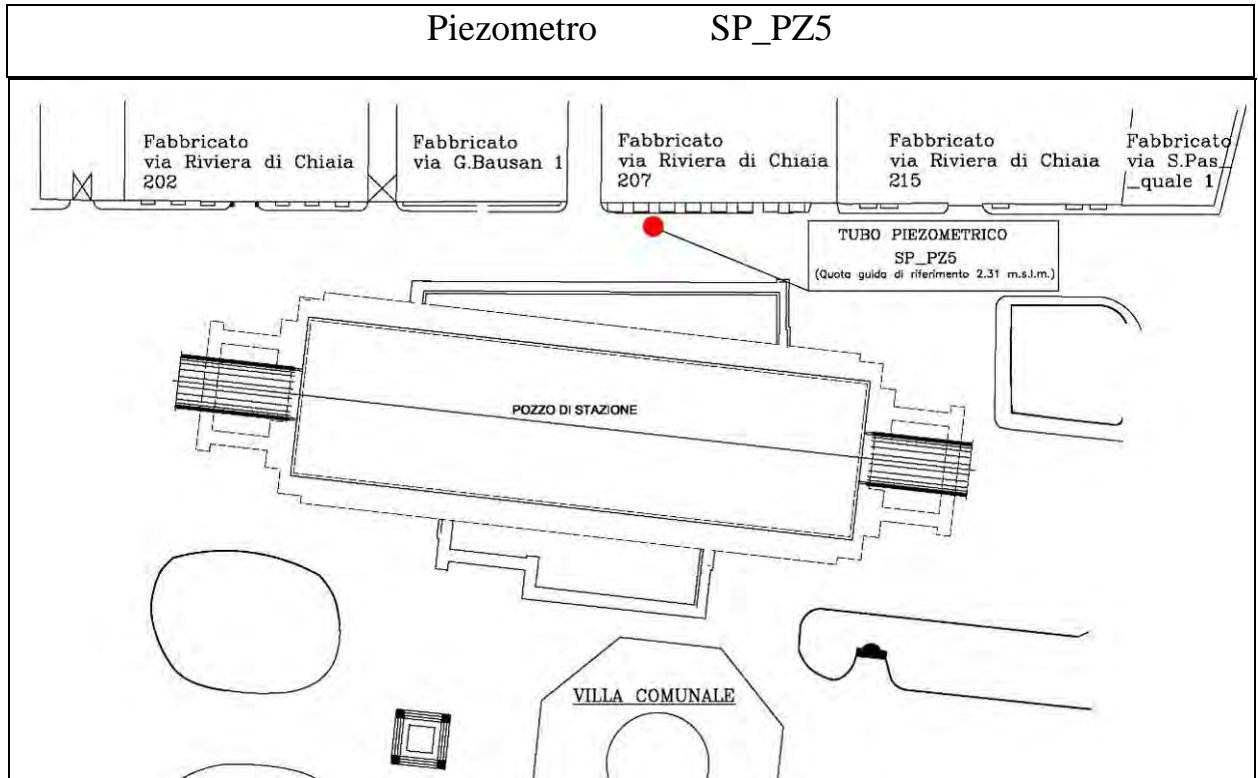 Piezometro SP_PZ5
Fabbricato
via Riviera di Chiaia
202
Fabbricato
via G.Bausan 1
Fabbricato
via Riviera di Chiaia
207
Fabbricato
via Riviera di Chiaia
215
Fabbricato
via S.Pas_
_quale 1
TUBO PIEZOMETRICO
SP_PZ5
(Quota guida di riferimento 2.31 m.s.l.m.)
POZZO DI STAZIONE
VILLA COMUNALE